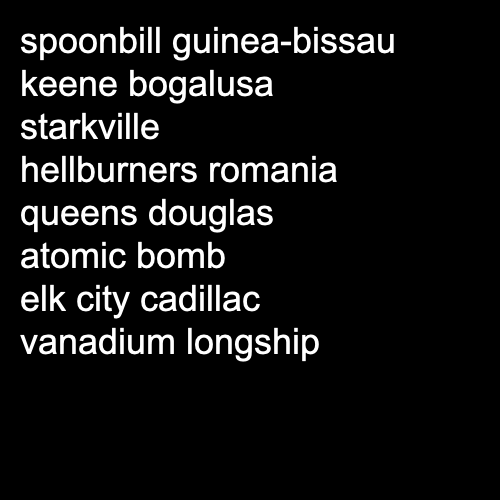 spoonbill guinea-bissau
keene bogalusa
starkville
hellburners romania
queens douglas
atomic bomb
elk city cadillac
vanadium longship